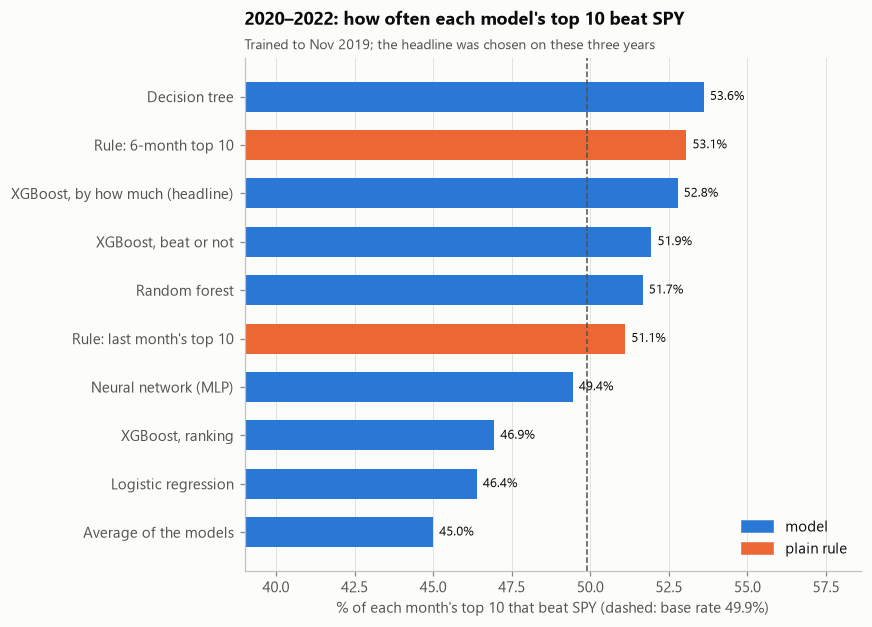 2020–2022: how often each model's top 10 beat SPY
Trained to Nov 2019; the headline was chosen on these three years
Decision tree
53.6%
Rule: 6-month top 10
53.1%
XGBoost, by how much (headline)
52.8%
XGBoost, beat or not
51.9%
Random forest
51.7%
Rule: last month's top 10
51.1%
Neural network (MLP)
49.4%
XGBoost, ranking
46.9%
Logistic regression
46.4%
Average of the models
45.0%
model
plain rule
40.0 42.5 45.0 47.5 50.0 52.5 55.0 57.5
% of each month's top 10 that beat SPY (dashed: base rate 49.9%)